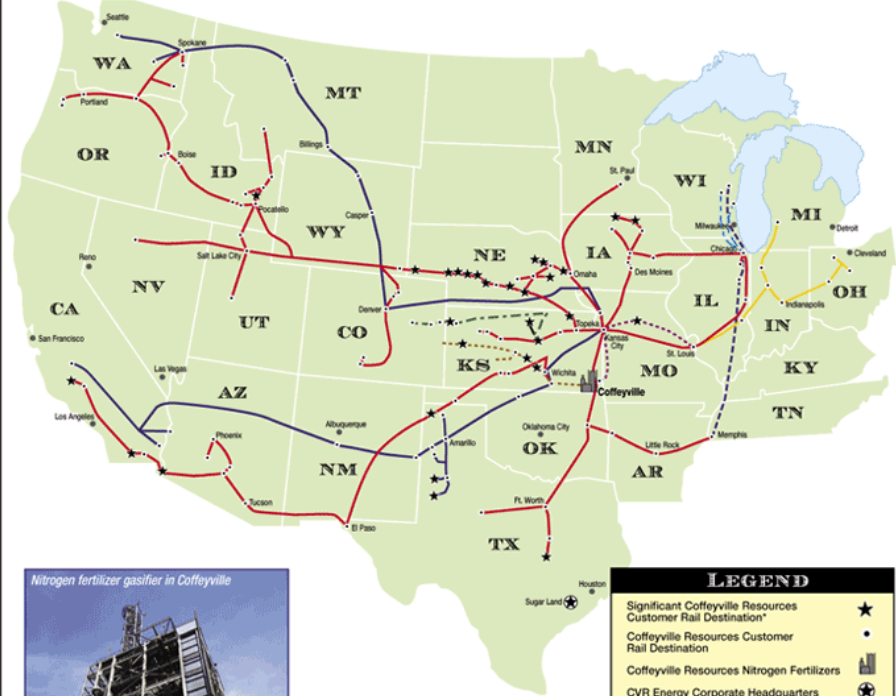 Seattle
Spokane
WA
MT
Portland
MN
OR
Boise
ID
Billings
St. Paul
WI
Pocatello
Casper
MI
WY
Milwaukee
Detroit
Reno
Salt Lake City
NE
IA
Chicago
Cleveland
NV
Omaha
Des Moines
OH
IL
Indianapolis
CA
UT
Denver
Topeka
IN
San Francisco
CO
Kansas
City
St. Louis
KS
MO
KY
Las Vegas
Wichita
Coffeyville
AZ
TN
Los Angeles
Albuquerque
Oklahoma City
Phoenix
Amarillo
Little Rock
Memphis
NM
OK
AR
Tucson
Ft. Worth
El Paso
TX
Houston
Sugar Land
Nitrogen fertilizer gasifier in Coffeyville
LEGEND
Significant Coffeyville Resources
Customer Rail Destination*
Coffeyville Resources Customer
Rail Destination
Coffeyville Resources Nitrogen Fertilizers
CVR Energy Corporate Headquarters